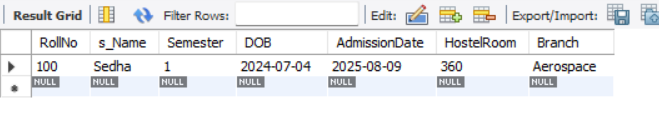 Result Grid Filter Rows: Edit: Export/Import:
RollNo s_Name Semester DOB AdmissionDate HostelRoom Branch
100 Sedha 1 2024-07-04 2025-08-09 360 Aerospace
NULL NULL NULL NULL NULL NULL NULL